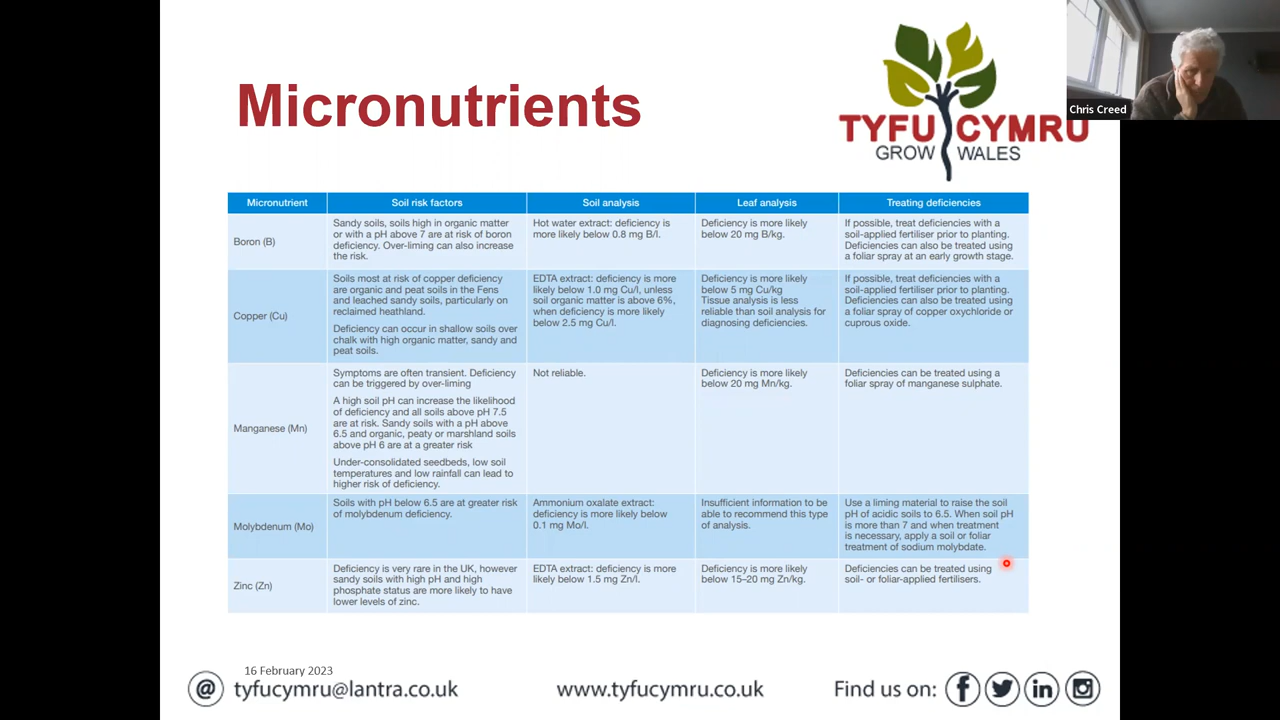 Micronutrients
TYFU CYMRU
GROW WALES
Chris Creed
Micronutrient
Soil risk factors
Soil analysis
Leaf analysis
Treating deficiencies
Boron (B)
Sandy soils, soils high in organic matter
or with a pH above 7 are at risk of boron
deficiency. Over-liming can also increase
the risk.
Hot water extract: deficiency is
more likely below 0.8 mg B/l.
Deficiency is more likely
below 20 mg B/kg.
If possible, treat deficiencies with a
soil-applied fertiliser prior to planting.
Deficiencies can also be treated using
a foliar spray at an early growth stage.
Copper (Cu)
Soils most at risk of copper deficiency
are organic and peat soils in the Fens
and leached sandy soils, particularly on
reclaimed heathland.
Deficiency can occur in shallow soils over
chalk with high organic matter, sandy and
peat soils.
EDTA extract: deficiency is more
likely below 1.0 mg Cu/l, unless
soil organic matter is above 6%,
when deficiency is more likely
below 2.5 mg Cu/l.
Deficiency is more likely
below 5 mg Cu/kg
Tissue analysis is less
reliable than soil analysis for
diagnosing deficiencies.
If possible, treat deficiencies with a
soil-applied fertiliser prior to planting.
Deficiencies can also be treated using
a foliar spray of copper oxychloride or
cuprous oxide.
Manganese (Mn)
Symptoms are often transient. Deficiency
can be triggered by over-liming
A high soil pH can increase the likelihood
of deficiency and all soils above pH 7.5
are at risk. Sandy soils with a pH above
6.5 and organic, peaty or marshland soils
above pH 6 are at a greater risk
Under-consolidated seedbeds, low soil
temperatures and low rainfall can lead to
higher risk of deficiency.
Not reliable.
Deficiency is more likely
below 20 mg Mn/kg.
Deficiencies can be treated using a
foliar spray of manganese sulphate.
Molybdenum (Mo)
Soils with pH below 6.5 are at greater risk
of molybdenum deficiency.
Ammonium oxalate extract:
deficiency is more likely below
0.1 mg Mo/l.
Insufficient information to be
able to recommend this type
of analysis.
Use a liming material to raise the soil
pH of acidic soils to 6.5. When soil pH
is more than 7 and when treatment
is necessary, apply a soil or foliar
treatment of sodium molybdate.
Zinc (Zn)
Deficiency is very rare in the UK, however
sandy soils with high pH and high
phosphate status are more likely to have
lower levels of zinc.
EDTA extract: deficiency is more
likely below 1.5 mg Zn/l.
Deficiency is more likely
below 15–20 mg Zn/kg.
Deficiencies can be treated using
soil- or foliar-applied fertilisers.
16 February 2023
@ tyfucymru@lantra.co.uk
www.tyfucymru.co.uk
Find us on: